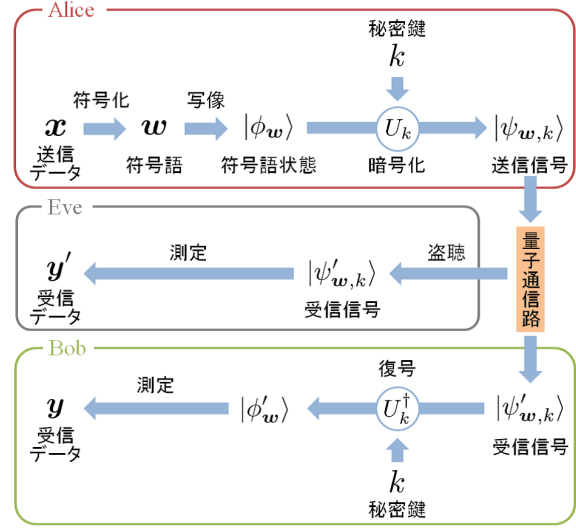 Alice
秘密鍵
k
符号化
写像
x
w
|ϕ_w⟩
U_k
|ψ_{w,k}⟩
送信
データ
符号語
符号語状態
暗号化
送信信号
Eve
量子通信路
測定
盗聴
y′
|ψ′_{w,k}⟩
受信
データ
受信信号
Bob
復号
測定
y
|ϕ′_w⟩
U_k^†
|ψ′_{w,k}⟩
受信
データ
受信信号
k
秘密鍵